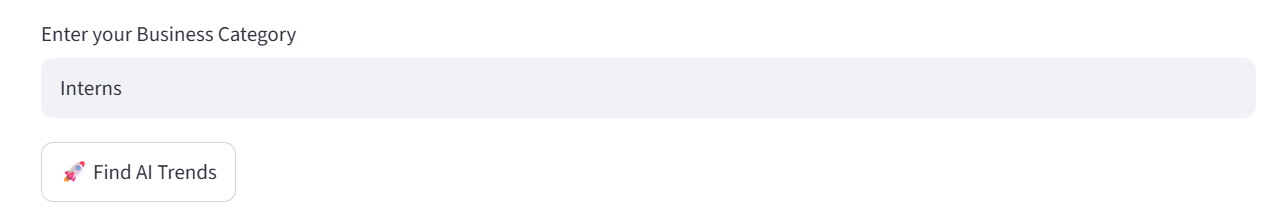 Enter your Business Category
Interns
🚀 Find AI Trends